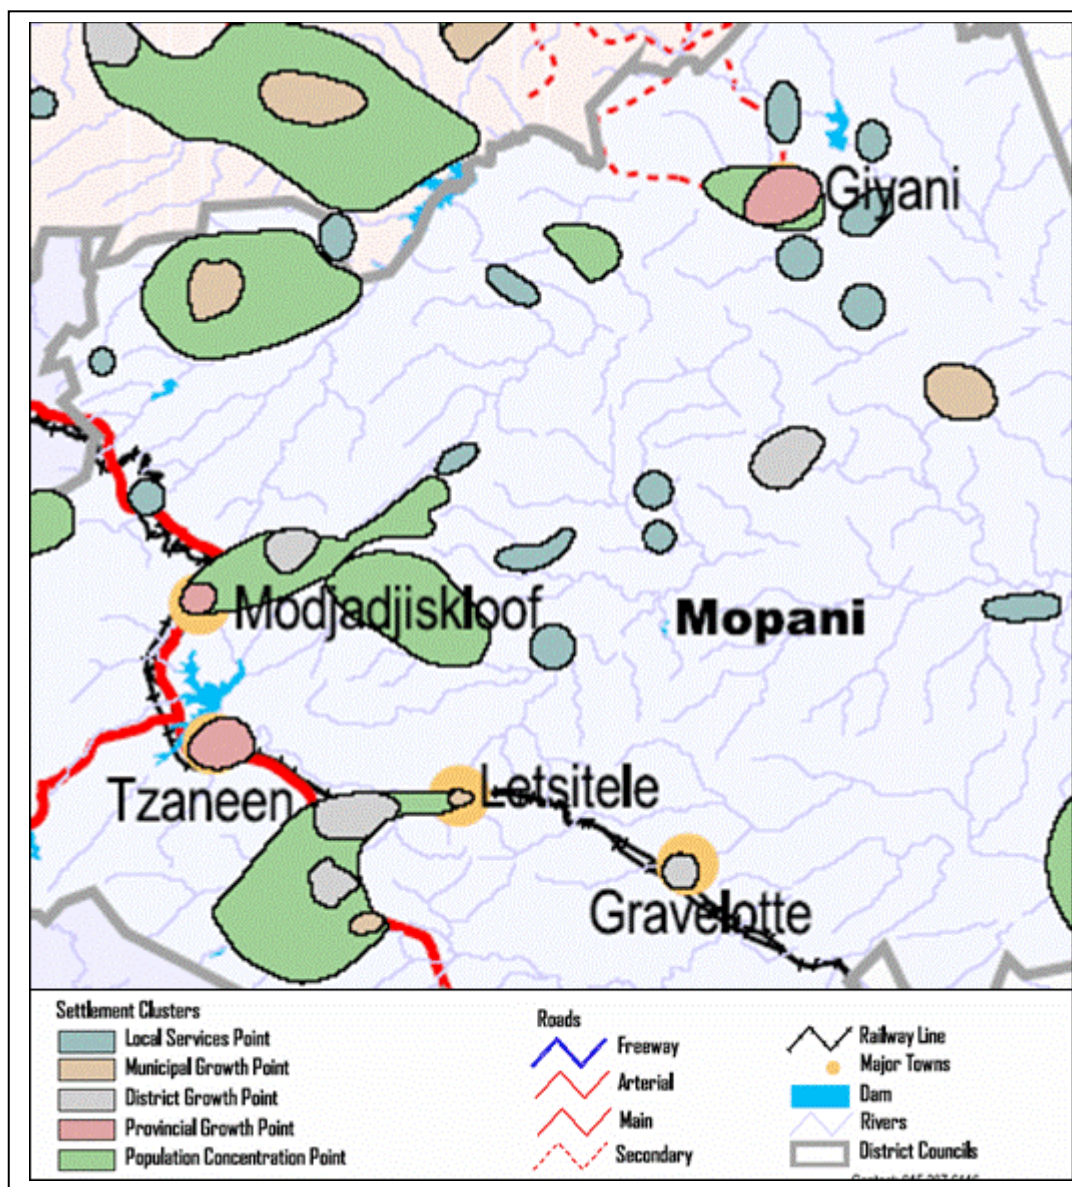 Giyani
Modjadjiskloof
Mopani
Tzaneen
Letsitele
Gravelotte
Settlement Clusters
Local Services Point
Municipal Growth Point
District Growth Point
Provincial Growth Point
Population Concentration Point
Roads
Freeway
Arterial
Main
Secondary
Railway Line
Major Towns
Dam
Rivers
District Councils